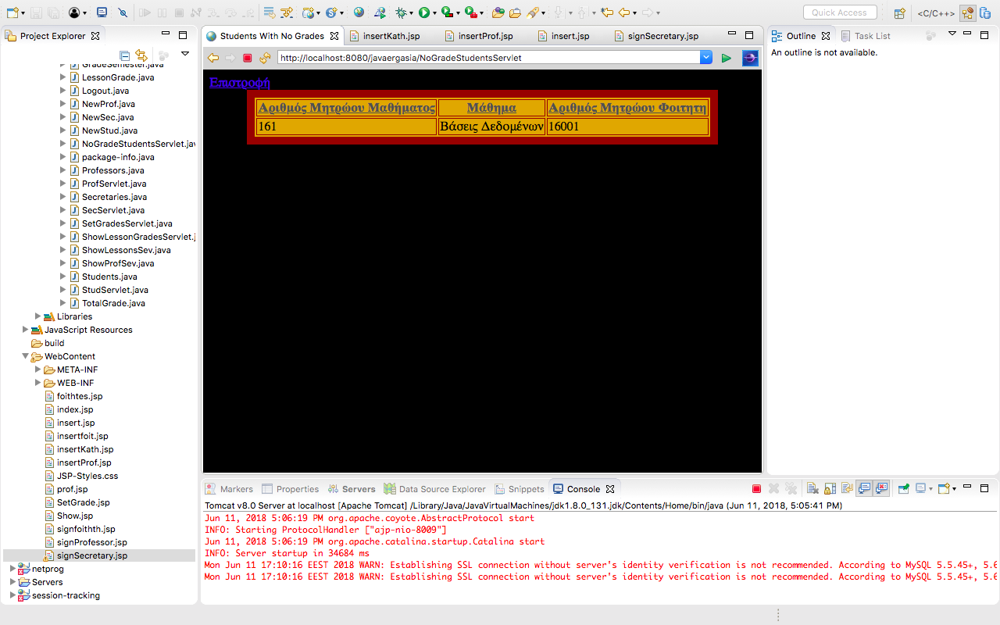 Quick Access
<C/C++>
Project Explorer
GradeSemester.java
LessonGrade.java
Logout.java
NewProf.java
NewSec.java
NewStud.java
NoGradeStudentsServlet.jav
package-info.java
Professors.java
ProfServlet.java
Secretaries.java
SecServlet.java
SetGradesServlet.java
ShowLessonGradesServlet.j
ShowLessonsSev.java
ShowProfSev.java
Students.java
StudServlet.java
TotalGrade.java
Libraries
JavaScript Resources
build
WebContent
META-INF
WEB-INF
foithtes.jsp
index.jsp
insert.jsp
insertfoit.jsp
insertKath.jsp
insertProf.jsp
JSP-Styles.css
prof.jsp
SetGrade.jsp
Show.jsp
signfoithth.jsp
signProfessor.jsp
signSecretary.jsp
netprog
Servers
session-tracking
Students With No Grades insertKath.jsp insertProf.jsp insert.jsp signSecretary.jsp
http://localhost:8080/javaergasia/NoGradeStudentsServlet
Επιστροφή
Αριθμός Μητρώου Μαθήματος Μάθημα Αριθμός Μητρώου Φοιτητη
161 Βάσεις Δεδομένων 16001
Outline Task List
An outline is not available.
Markers Properties Servers Data Source Explorer Snippets Console
Tomcat v8.0 Server at localhost [Apache Tomcat] /Library/Java/JavaVirtualMachines/jdk1.8.0_131.jdk/Contents/Home/bin/java (Jun 11, 2018, 5:05:41 PM)
Jun 11, 2018 5:06:19 PM org.apache.coyote.AbstractProtocol start
INFO: Starting ProtocolHandler ["ajp-nio-8009"]
Jun 11, 2018 5:06:19 PM org.apache.catalina.startup.Catalina start
INFO: Server startup in 34684 ms
Mon Jun 11 17:10:16 EEST 2018 WARN: Establishing SSL connection without server's identity verification is not recommended. According to MySQL 5.5.45+, 5.6
Mon Jun 11 17:10:16 EEST 2018 WARN: Establishing SSL connection without server's identity verification is not recommended. According to MySQL 5.5.45+, 5.6